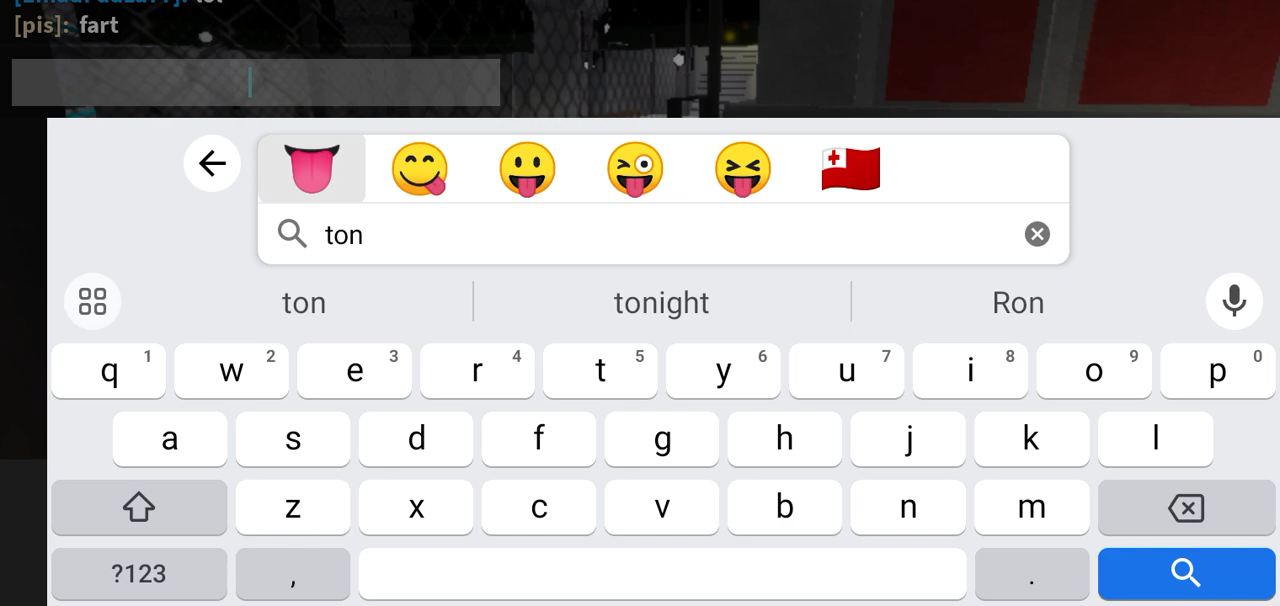 [pis]: fart
ton
ton tonight Ron
q 1 w 2 e 3 r 4 t 5 y 6 u 7 i 8 o 9 p 0
a s d f g h j k l
z x c v b n m
?123 , .